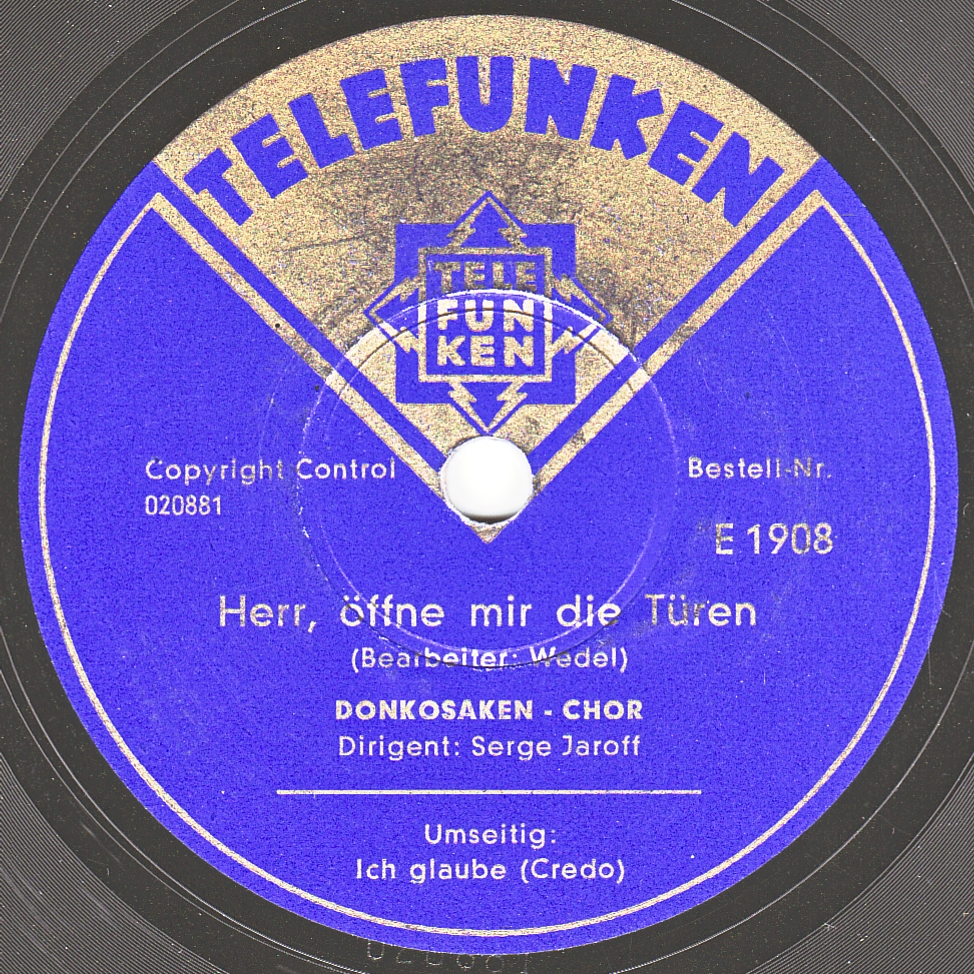 TELEFUNKEN
TELE
FUN
KEN
Copyright Control
020881
Bestell-Nr.
E 1908
Herr, öffne mir die Türen
(Bearbeiter: Wedel)
DONKOSAKEN - CHOR
Dirigent: Serge Jaroff
Umseitig:
Ich glaube (Credo)